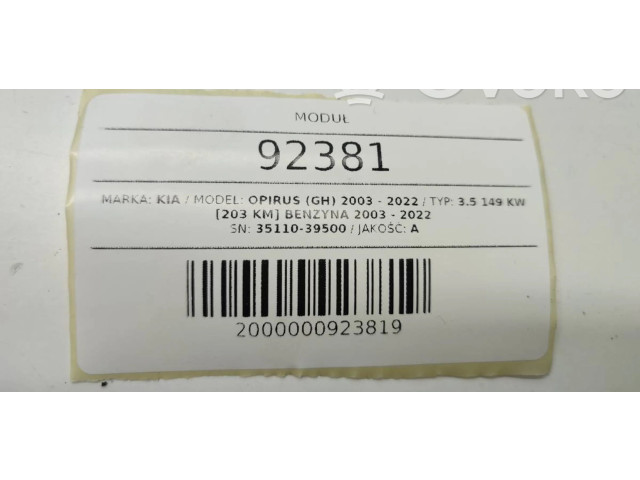 MODUŁ
92381
MARKA: KIA / MODEL: OPIRUS (GH) 2003 - 2022 / TYP: 3.5 149 KW
[203 KM] BENZYNA 2003 - 2022
SN: 35110-39500 / JAKOŚĆ: A
2000000923819